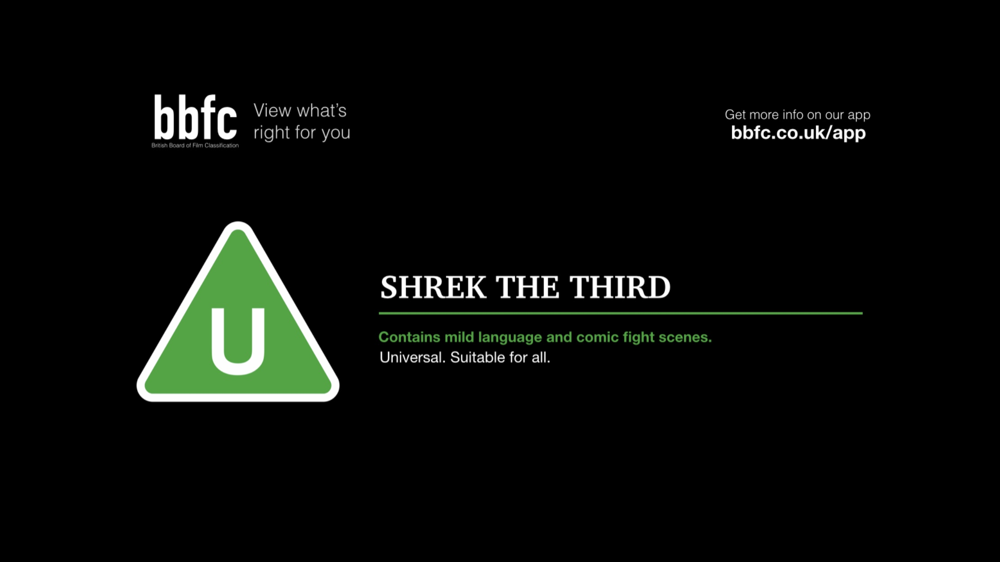 bbfc
British Board of Film Classification
View what's
right for you
Get more info on our app
bbfc.co.uk/app
U
SHREK THE THIRD
Contains mild language and comic fight scenes.
Universal. Suitable for all.